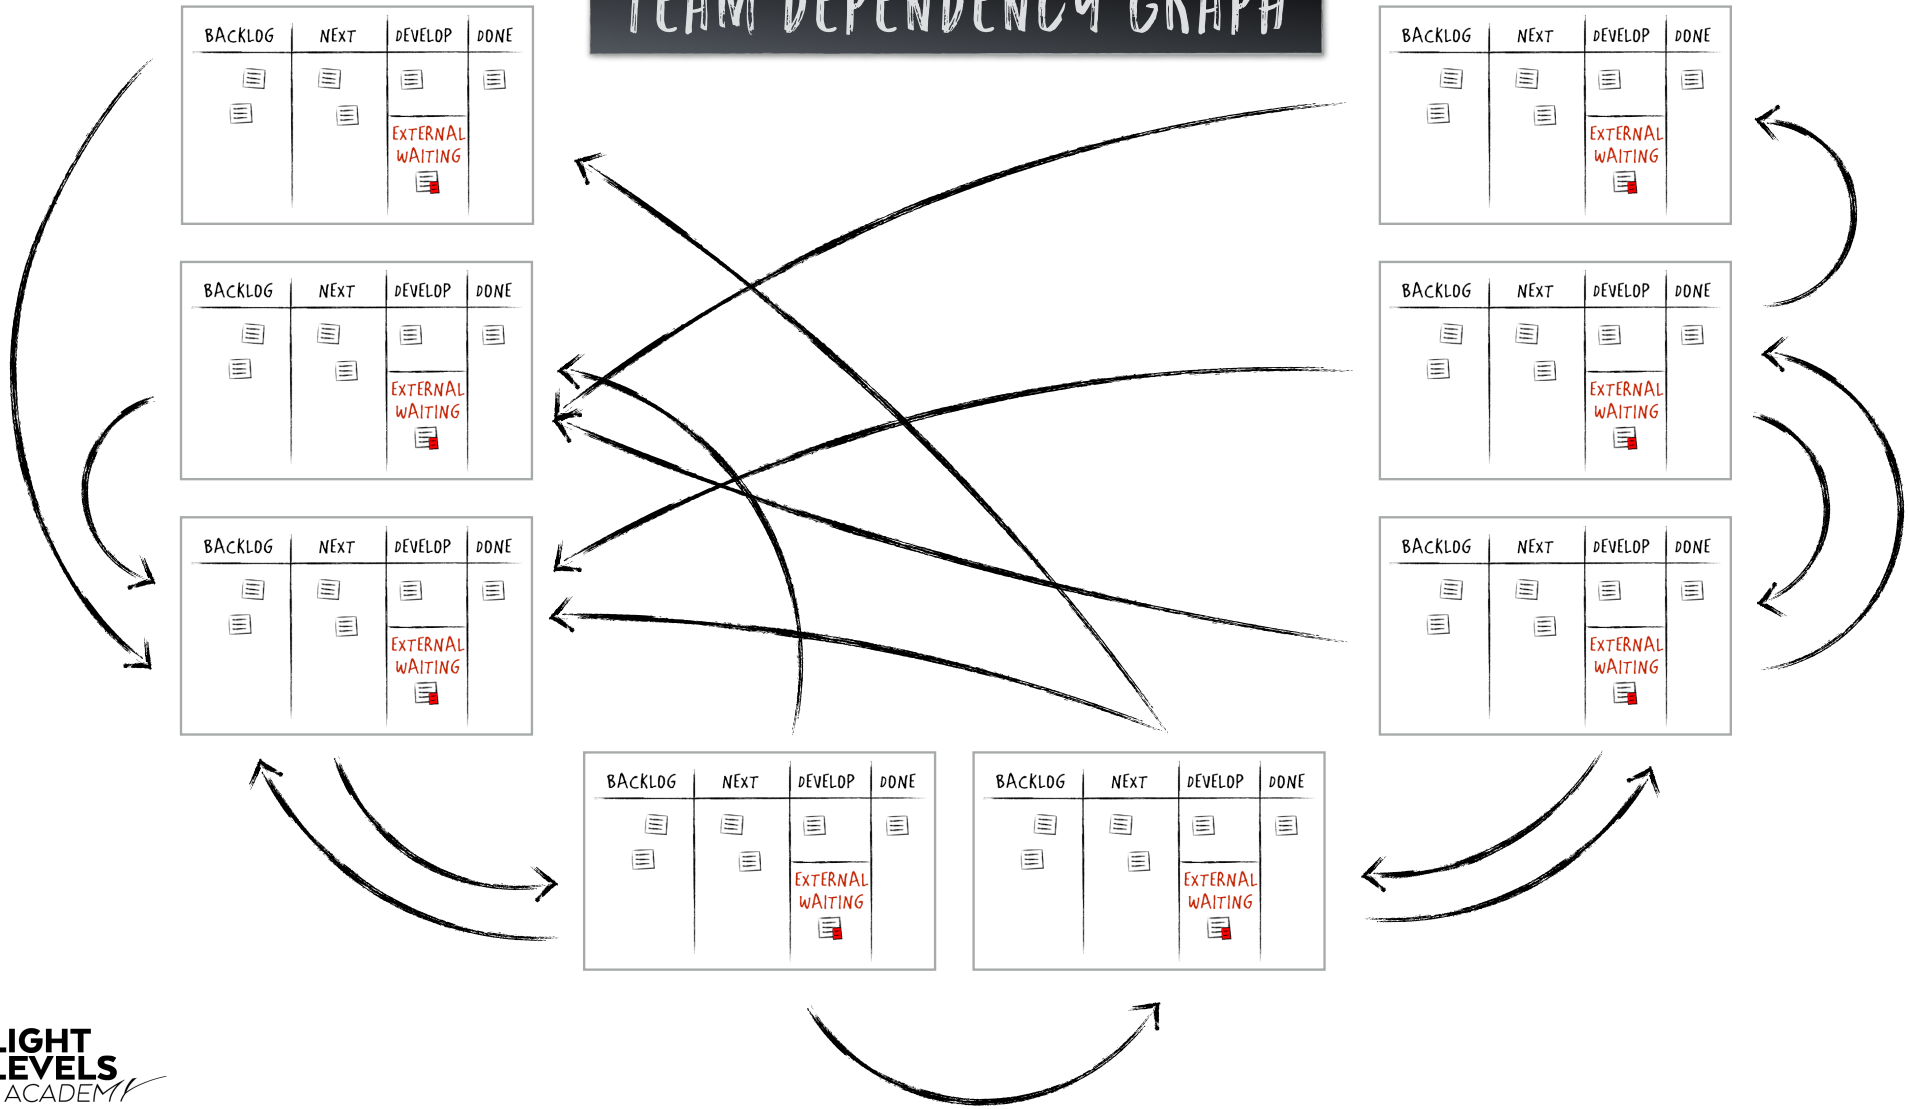 TEAM DEPENDENCY GRAPH
BACKLOG NEXT DEVELOP DONE
EXTERNAL
WAITING
BACKLOG NEXT DEVELOP DONE
EXTERNAL
WAITING
BACKLOG NEXT DEVELOP DONE
EXTERNAL
WAITING
BACKLOG NEXT DEVELOP DONE
EXTERNAL
WAITING
BACKLOG NEXT DEVELOP DONE
EXTERNAL
WAITING
BACKLOG NEXT DEVELOP DONE
EXTERNAL
WAITING
BACKLOG NEXT DEVELOP DONE
EXTERNAL
WAITING
BACKLOG NEXT DEVELOP DONE
EXTERNAL
WAITING
LIGHT
LEVELS
ACADEMY